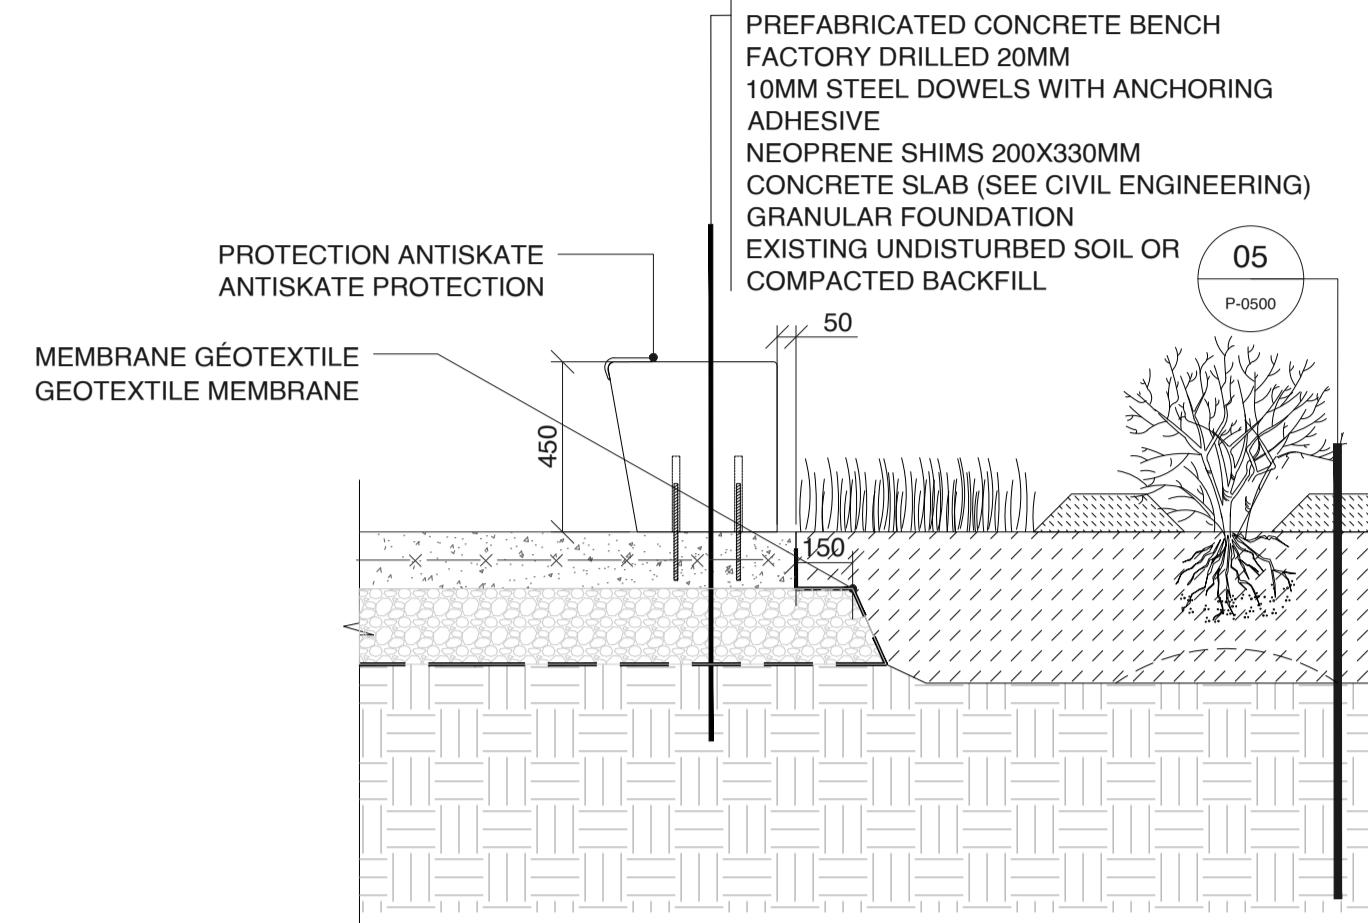 PREFABRICATED CONCRETE BENCH
FACTORY DRILLED 20MM
10MM STEEL DOWELS WITH ANCHORING
ADHESIVE
NEOPRENE SHIMS 200X330MM
CONCRETE SLAB (SEE CIVIL ENGINEERING)
GRANULAR FOUNDATION
EXISTING UNDISTURBED SOIL OR
COMPACTED BACKFILL
PROTECTION ANTISKATE
ANTISKATE PROTECTION
05
P-0500
50
MEMBRANE GÉOTEXTILE
GEOTEXTILE MEMBRANE
450
150